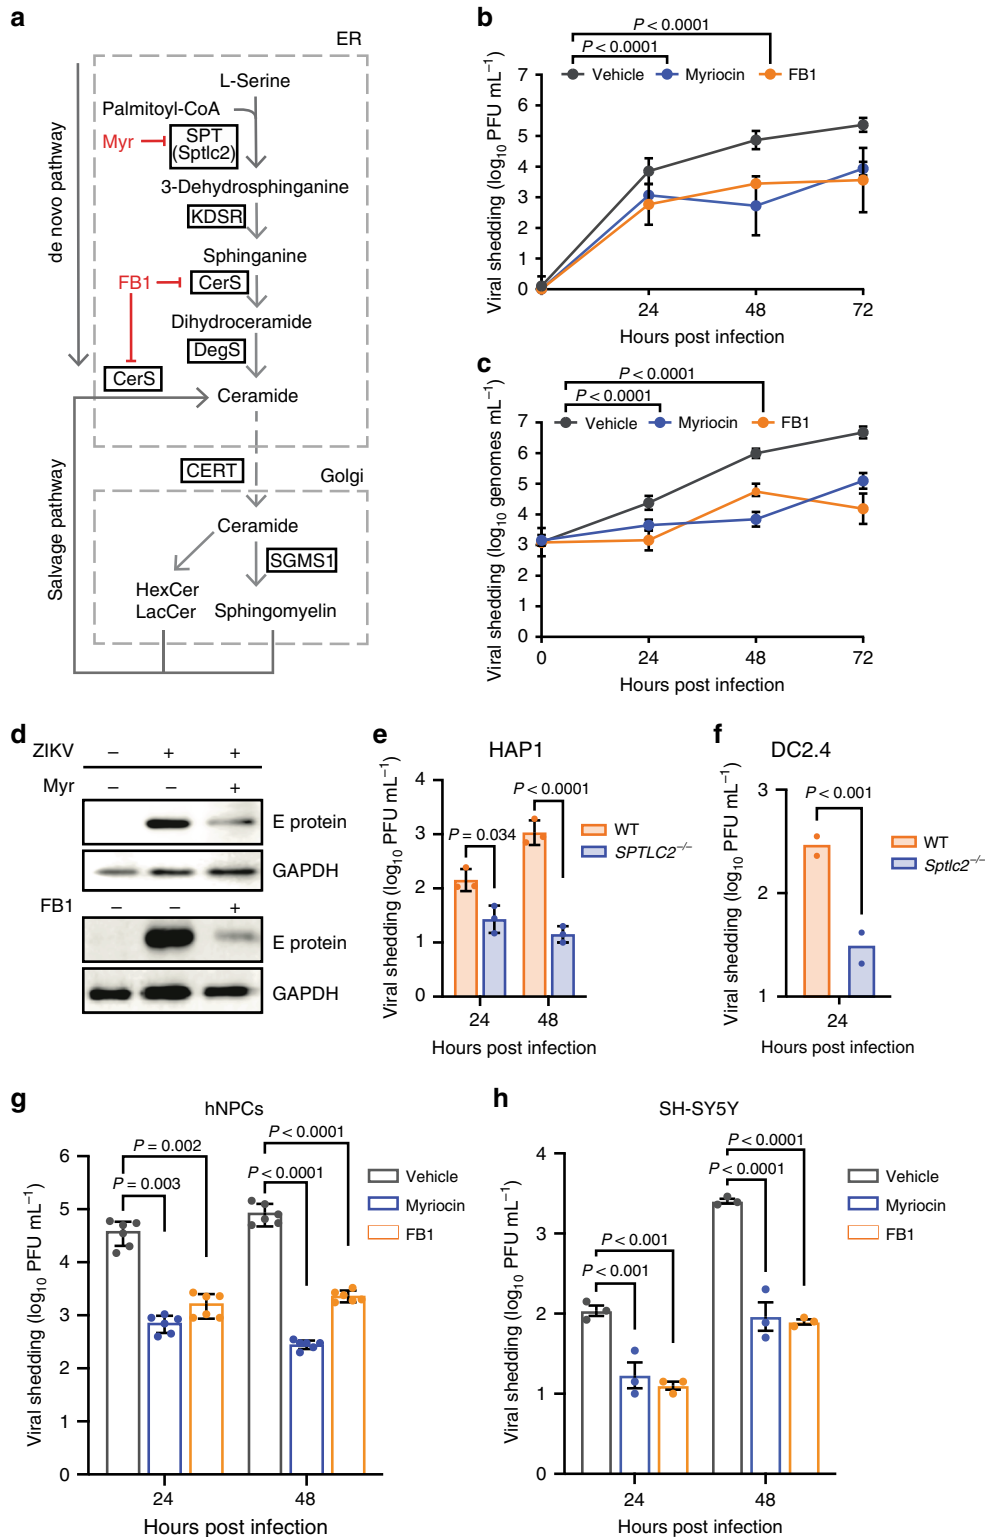 a
ER
L-Serine
Palmitoyl-CoA
Myr
SPT
(Sptlc2)
3-Dehydrosphinganine
KDSR
Sphinganine
FB1
CerS
Dihydroceramide
DegS
CerS
Ceramide
CERT
Golgi
Ceramide
SGMS1
HexCer
LacCer
Sphingomyelin
de novo pathway
Salvage pathway
b
P < 0.0001
P < 0.0001
Vehicle
Myriocin
FB1
Viral shedding (log10 PFU mL−1)
7
6
5
4
3
2
1
0
24
48
72
Hours post infection
c
P < 0.0001
P < 0.0001
Vehicle
Myriocin
FB1
Viral shedding (log10 genomes mL−1)
7
6
5
4
3
2
1
0
0
24
48
72
Hours post infection
d
ZIKV – + +
Myr – – +
E protein
GAPDH
FB1 – – +
E protein
GAPDH
e
HAP1
Viral shedding (log10 PFU mL−1)
4
3
2
1
0
P = 0.034
P < 0.0001
WT
SPTLC2−/−
24
48
Hours post infection
f
DC2.4
Viral shedding (log10 PFU mL−1)
3
2
1
P < 0.001
WT
Sptlc2−/−
24
Hours post infection
g
hNPCs
Viral shedding (log10 PFU mL−1)
6
5
4
3
2
1
0
P = 0.002
P = 0.003
P < 0.0001
P < 0.0001
Vehicle
Myriocin
FB1
24
48
Hours post infection
h
SH-SY5Y
Viral shedding (log10 PFU mL−1)
4
3
2
1
0
P < 0.001
P < 0.001
P < 0.0001
P < 0.0001
Vehicle
Myriocin
FB1
24
48
Hours post infection